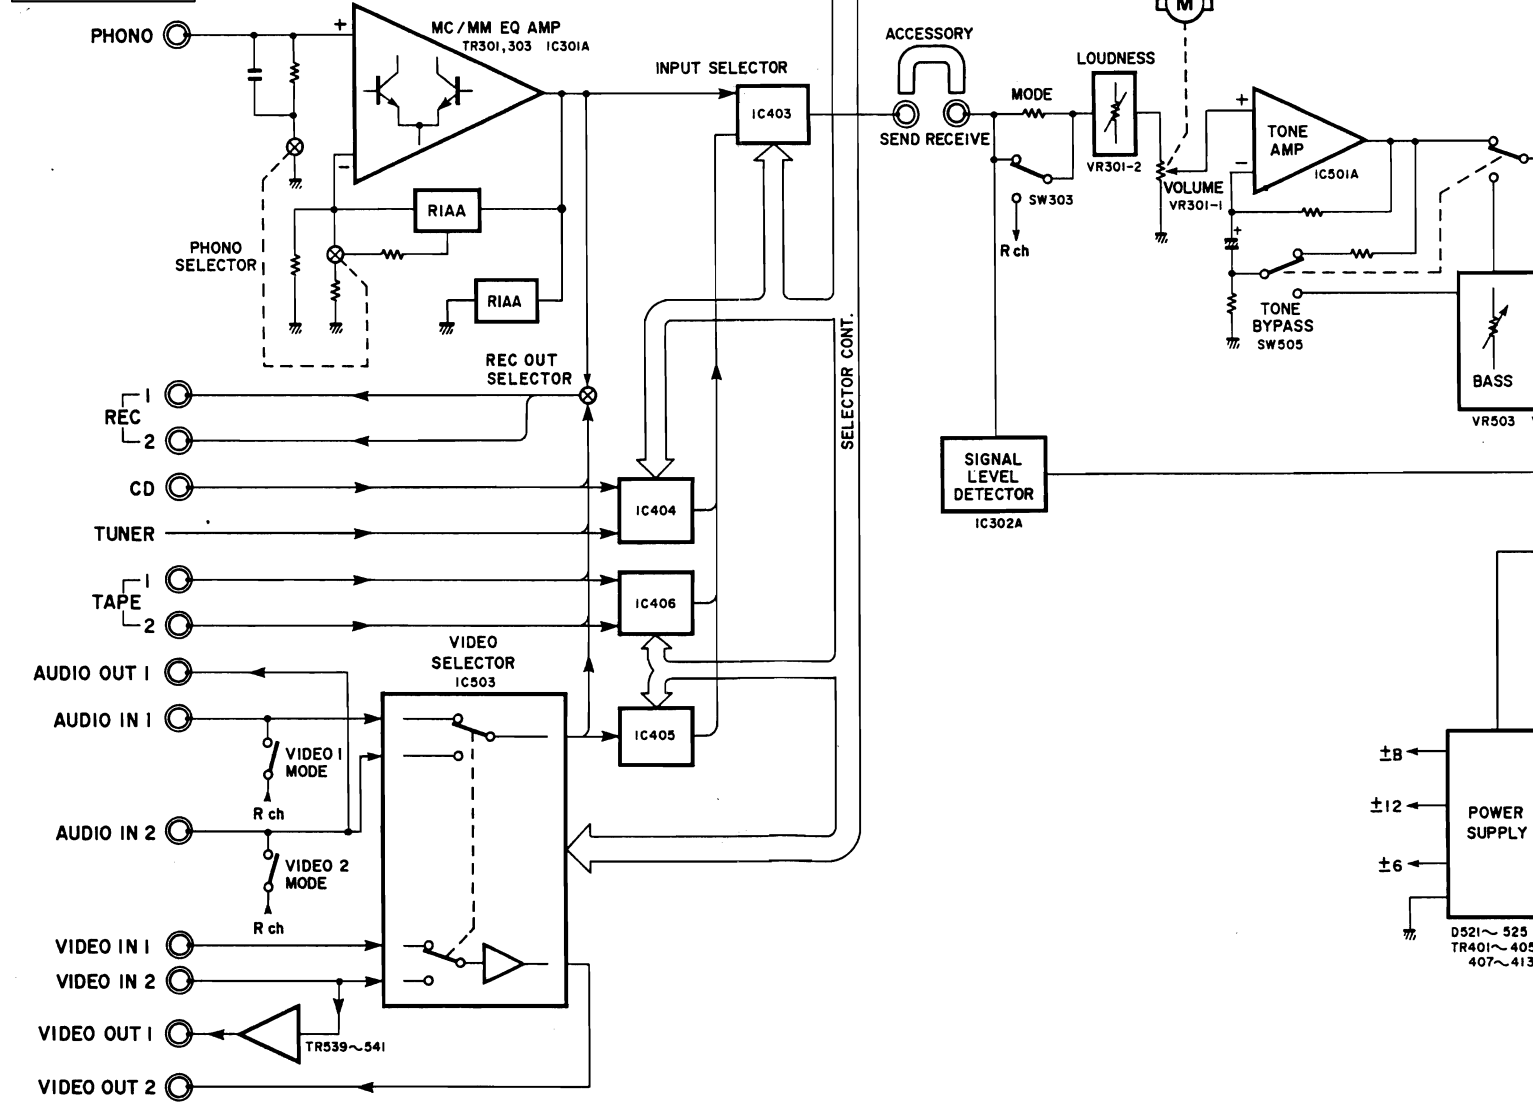 PHONO
+
MC/MM EQ AMP
TR301,303 IC301A
-
RIAA
RIAA
PHONO
SELECTOR
INPUT SELECTOR
IC403
ACCESSORY
SEND RECEIVE
MODE
SW303
R ch
LOUDNESS
VR301-2
M
VOLUME
VR301-1
+
TONE
AMP
-
IC501A
+
TONE
BYPASS
SW505
BASS
VR503
REC OUT
SELECTOR
SELECTOR CONT.
1
REC
2
CD
TUNER
IC404
1
TAPE
2
IC406
IC405
SIGNAL
LEVEL
DETECTOR
IC302A
VIDEO
SELECTOR
IC503
AUDIO OUT 1
AUDIO IN 1
VIDEO 1
MODE
R ch
AUDIO IN 2
VIDEO 2
MODE
R ch
VIDEO IN 1
VIDEO IN 2
VIDEO OUT 1
TR539~541
VIDEO OUT 2
±8
±12
±6
POWER
SUPPLY
D521~ 525
TR401~ 405
407~413